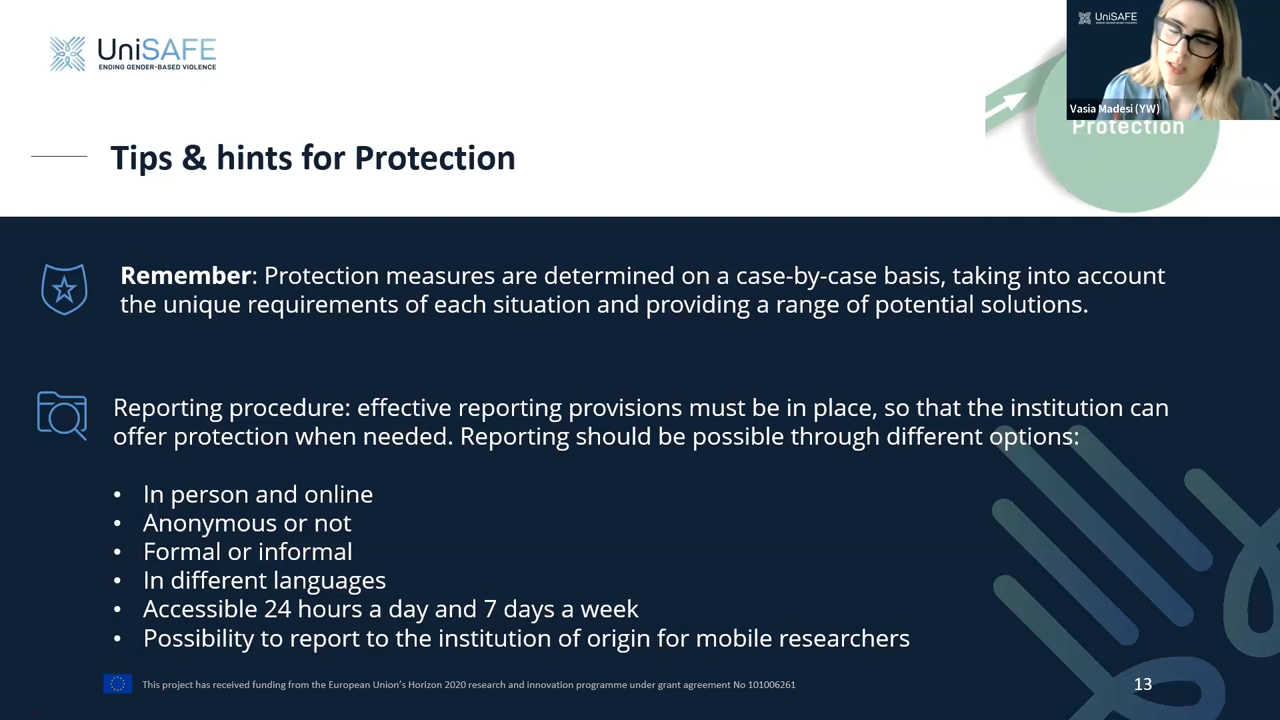 UniSAFE
ENDING GENDER-BASED VIOLENCE
UniSAFE
ENDING GENDER-BASED VIOLENCE
Vasia Madesi (YW)
Protection
Tips & hints for Protection
Remember: Protection measures are determined on a case-by-case basis, taking into account
the unique requirements of each situation and providing a range of potential solutions.
Reporting procedure: effective reporting provisions must be in place, so that the institution can
offer protection when needed. Reporting should be possible through different options:
• In person and online
• Anonymous or not
• Formal or informal
• In different languages
• Accessible 24 hours a day and 7 days a week
• Possibility to report to the institution of origin for mobile researchers
This project has received funding from the European Union's Horizon 2020 research and innovation programme under grant agreement No 101006261
13